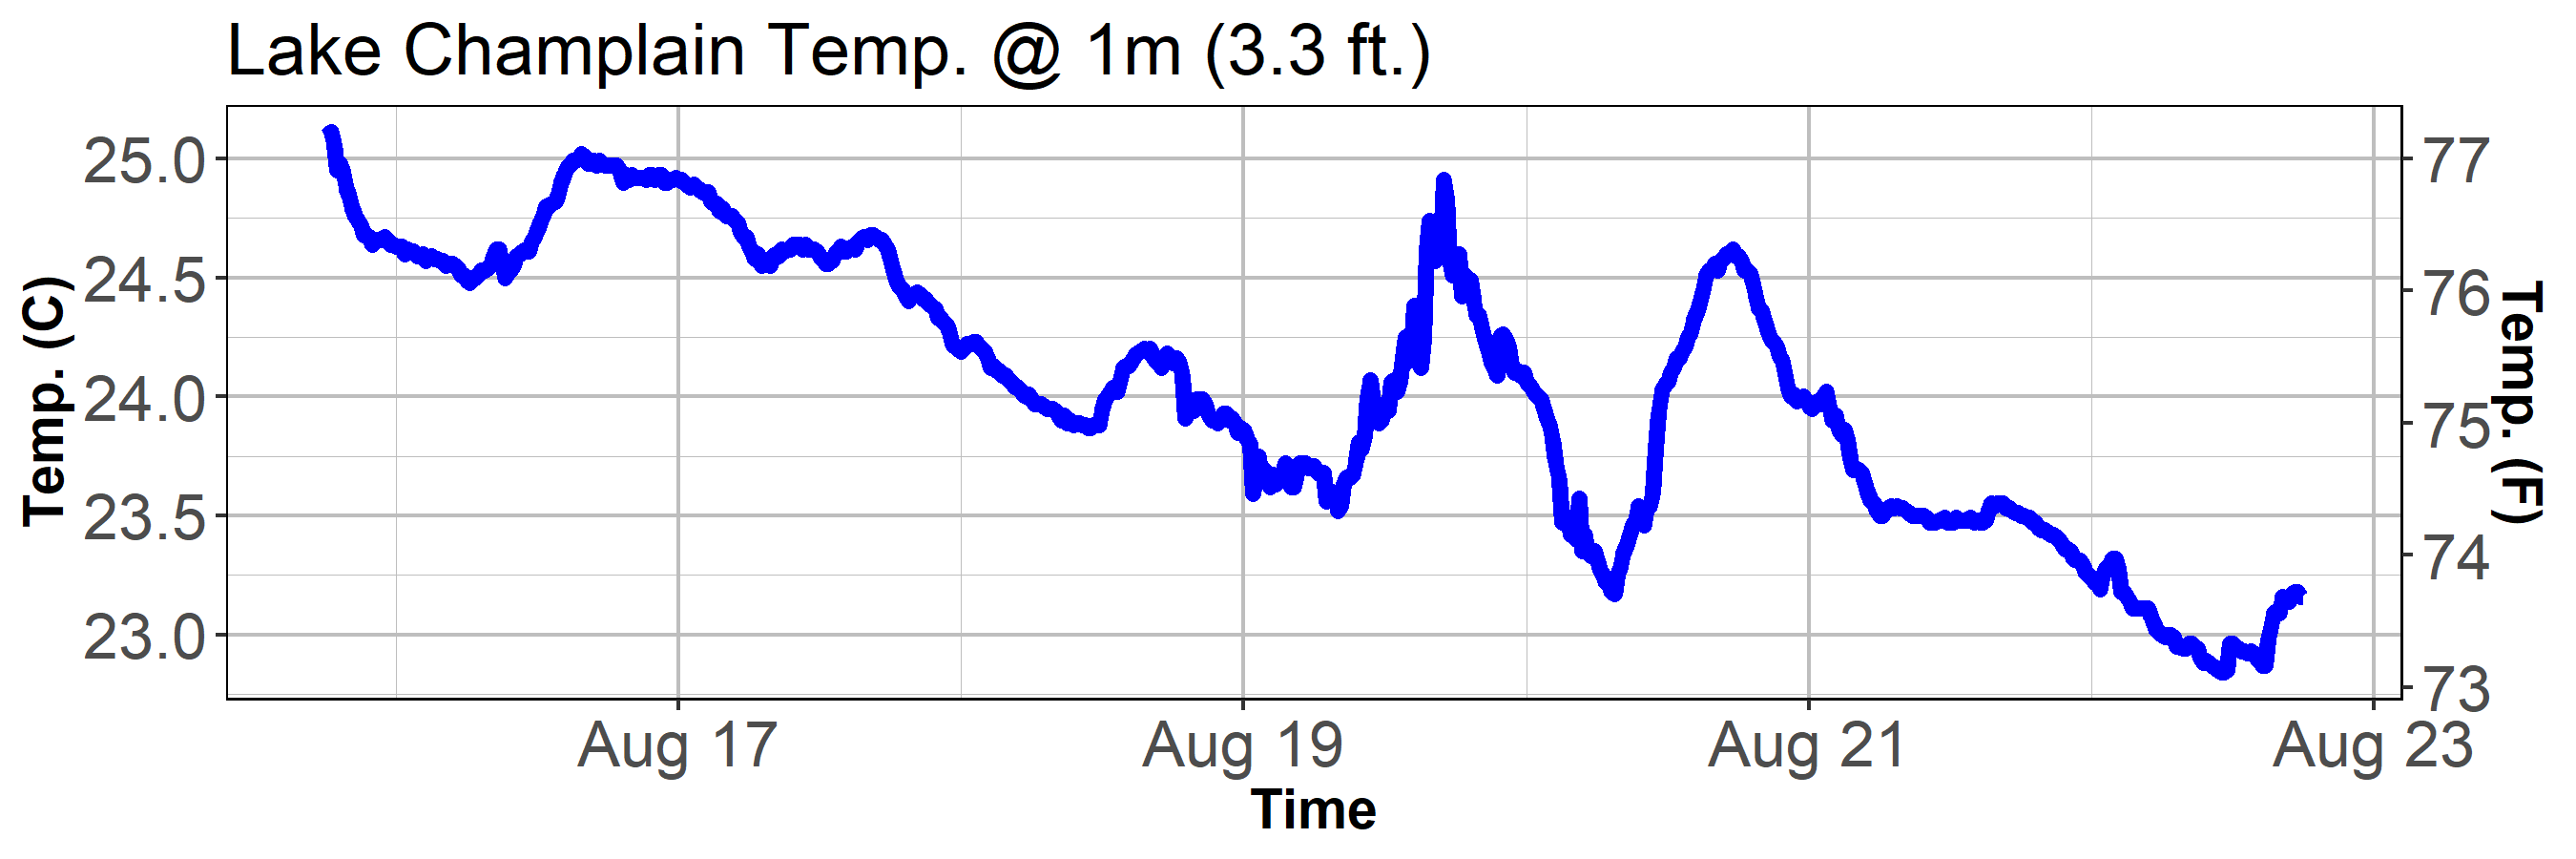 Lake Champlain Temp. @ 1m (3.3 ft.)
Temp. (C)
25.0
24.5
24.0
23.5
23.0
77
76
75
74
73
Temp. (F)
Aug 17
Aug 19
Aug 21
Aug 23
Time